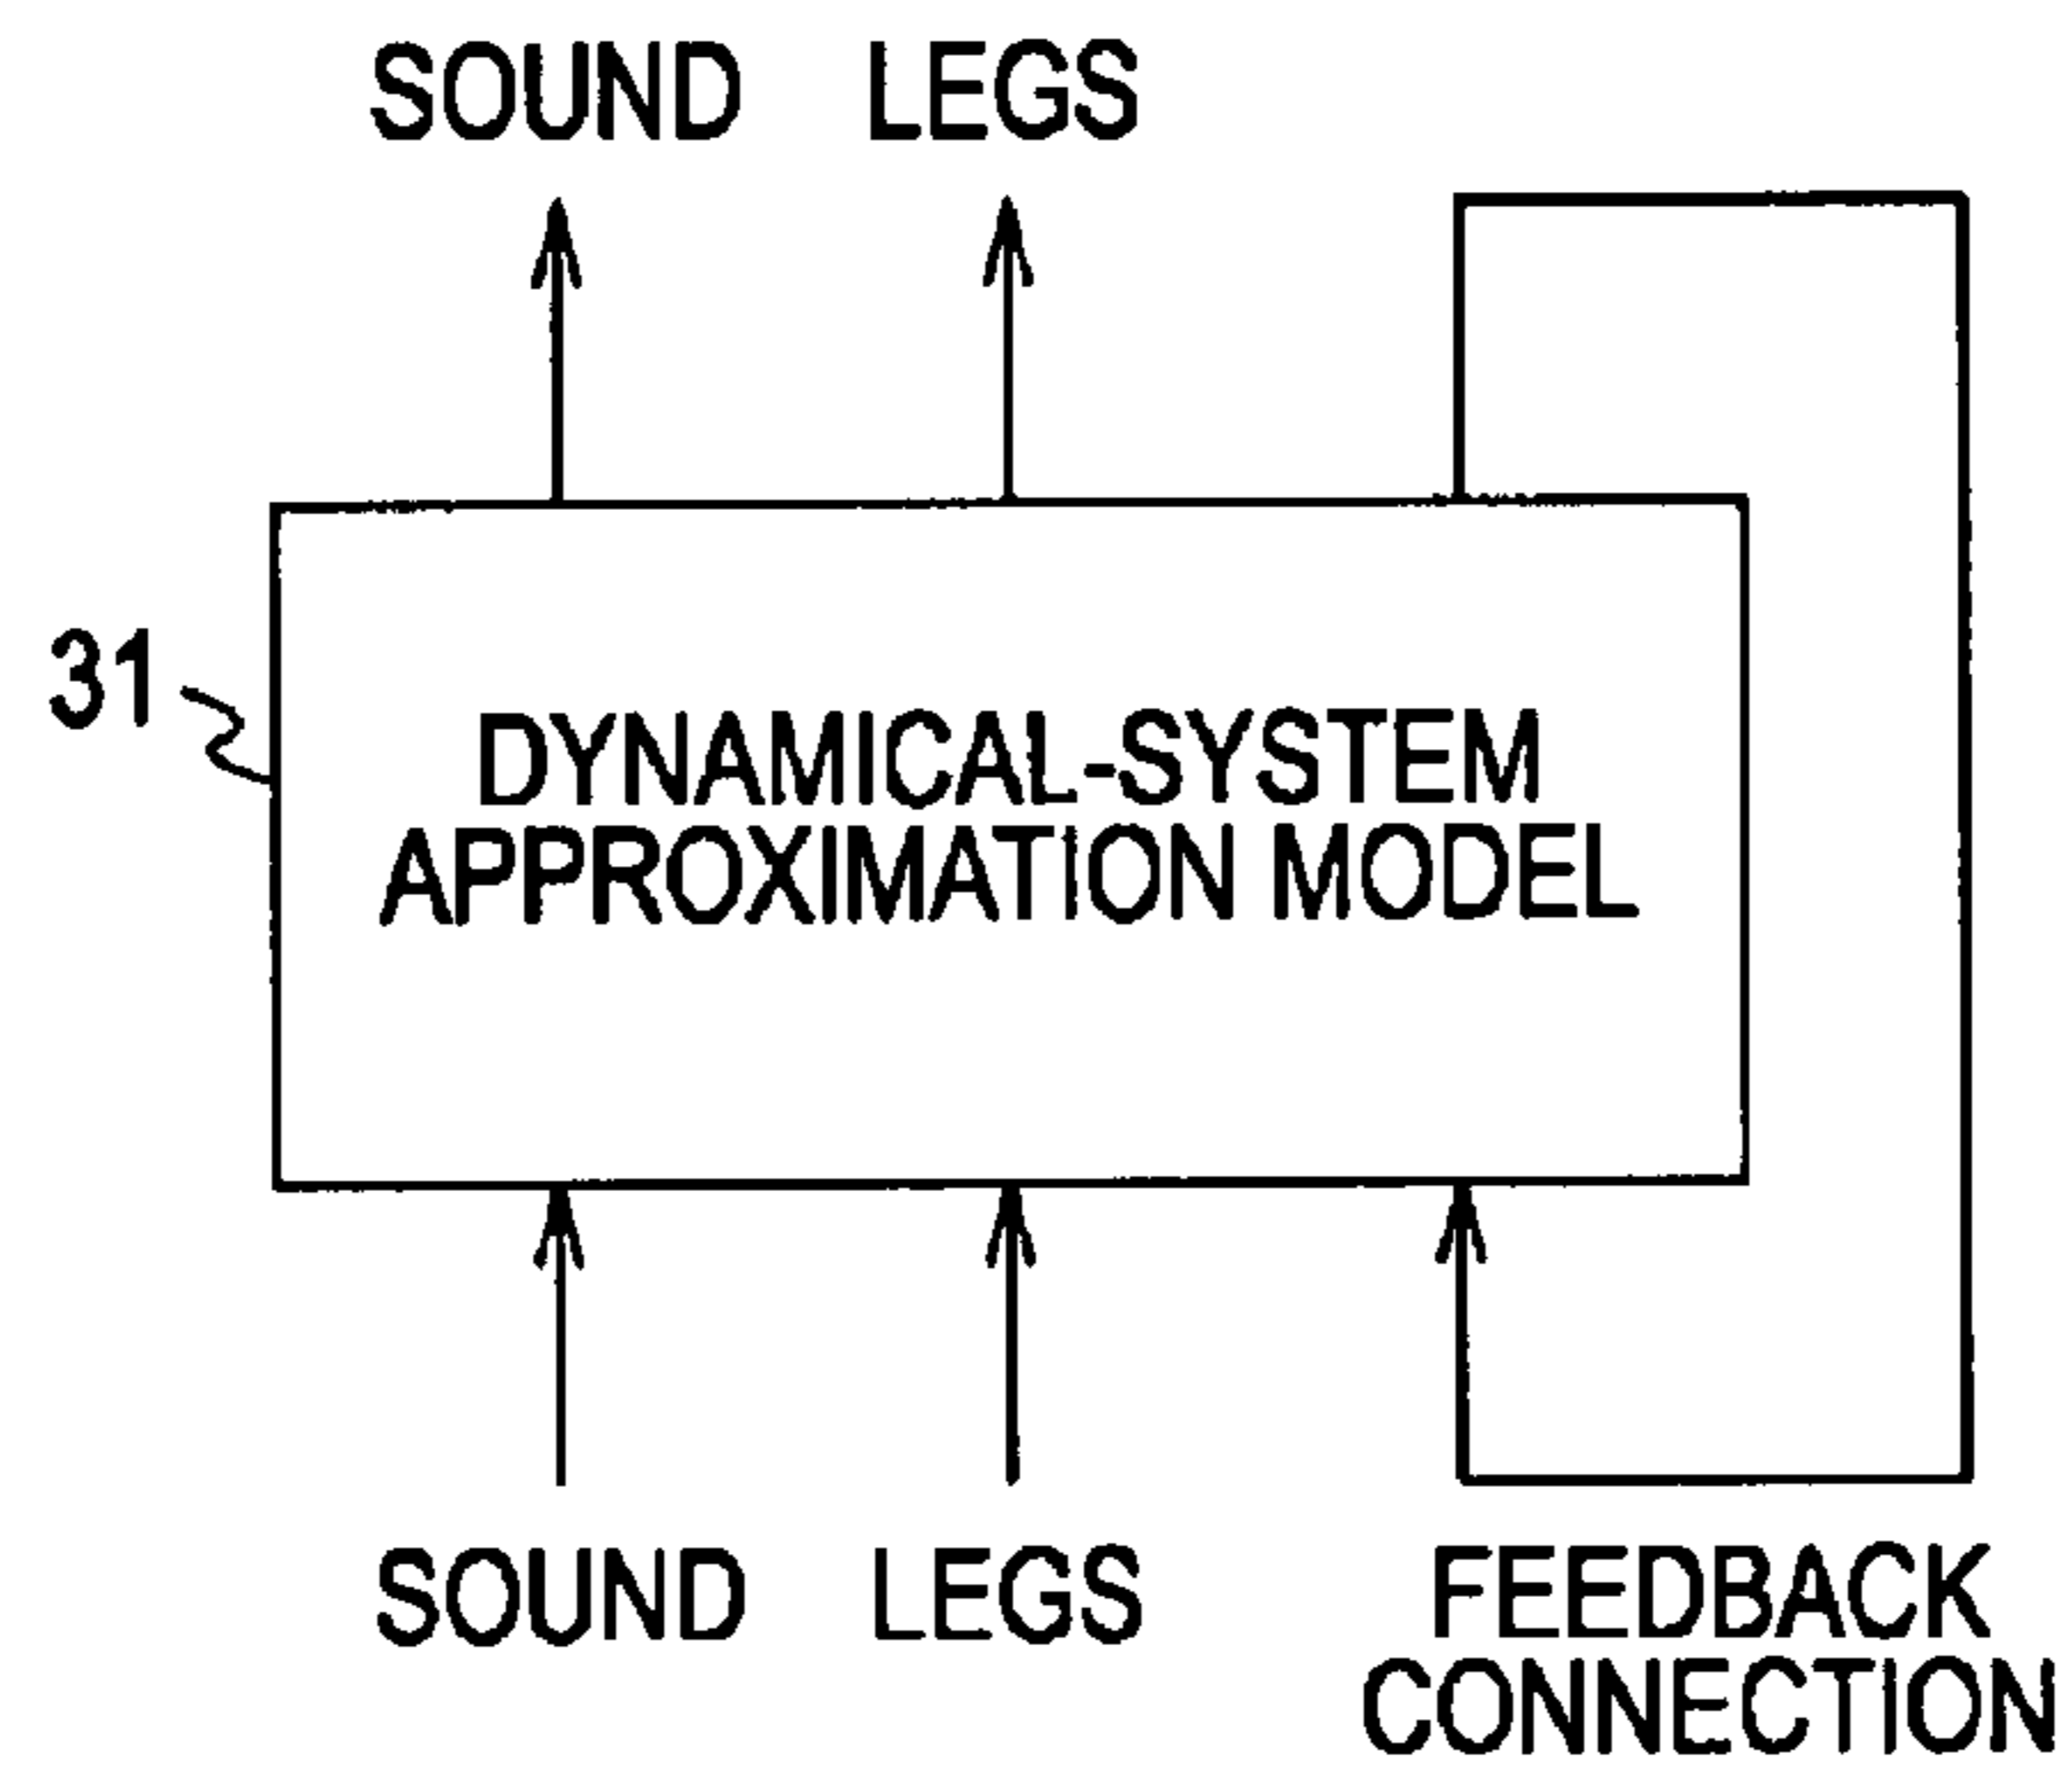 SOUND LEGS
31
DYNAMICAL-SYSTEM
APPROXIMATION MODEL
SOUND LEGS FEEDBACK
CONNECTION